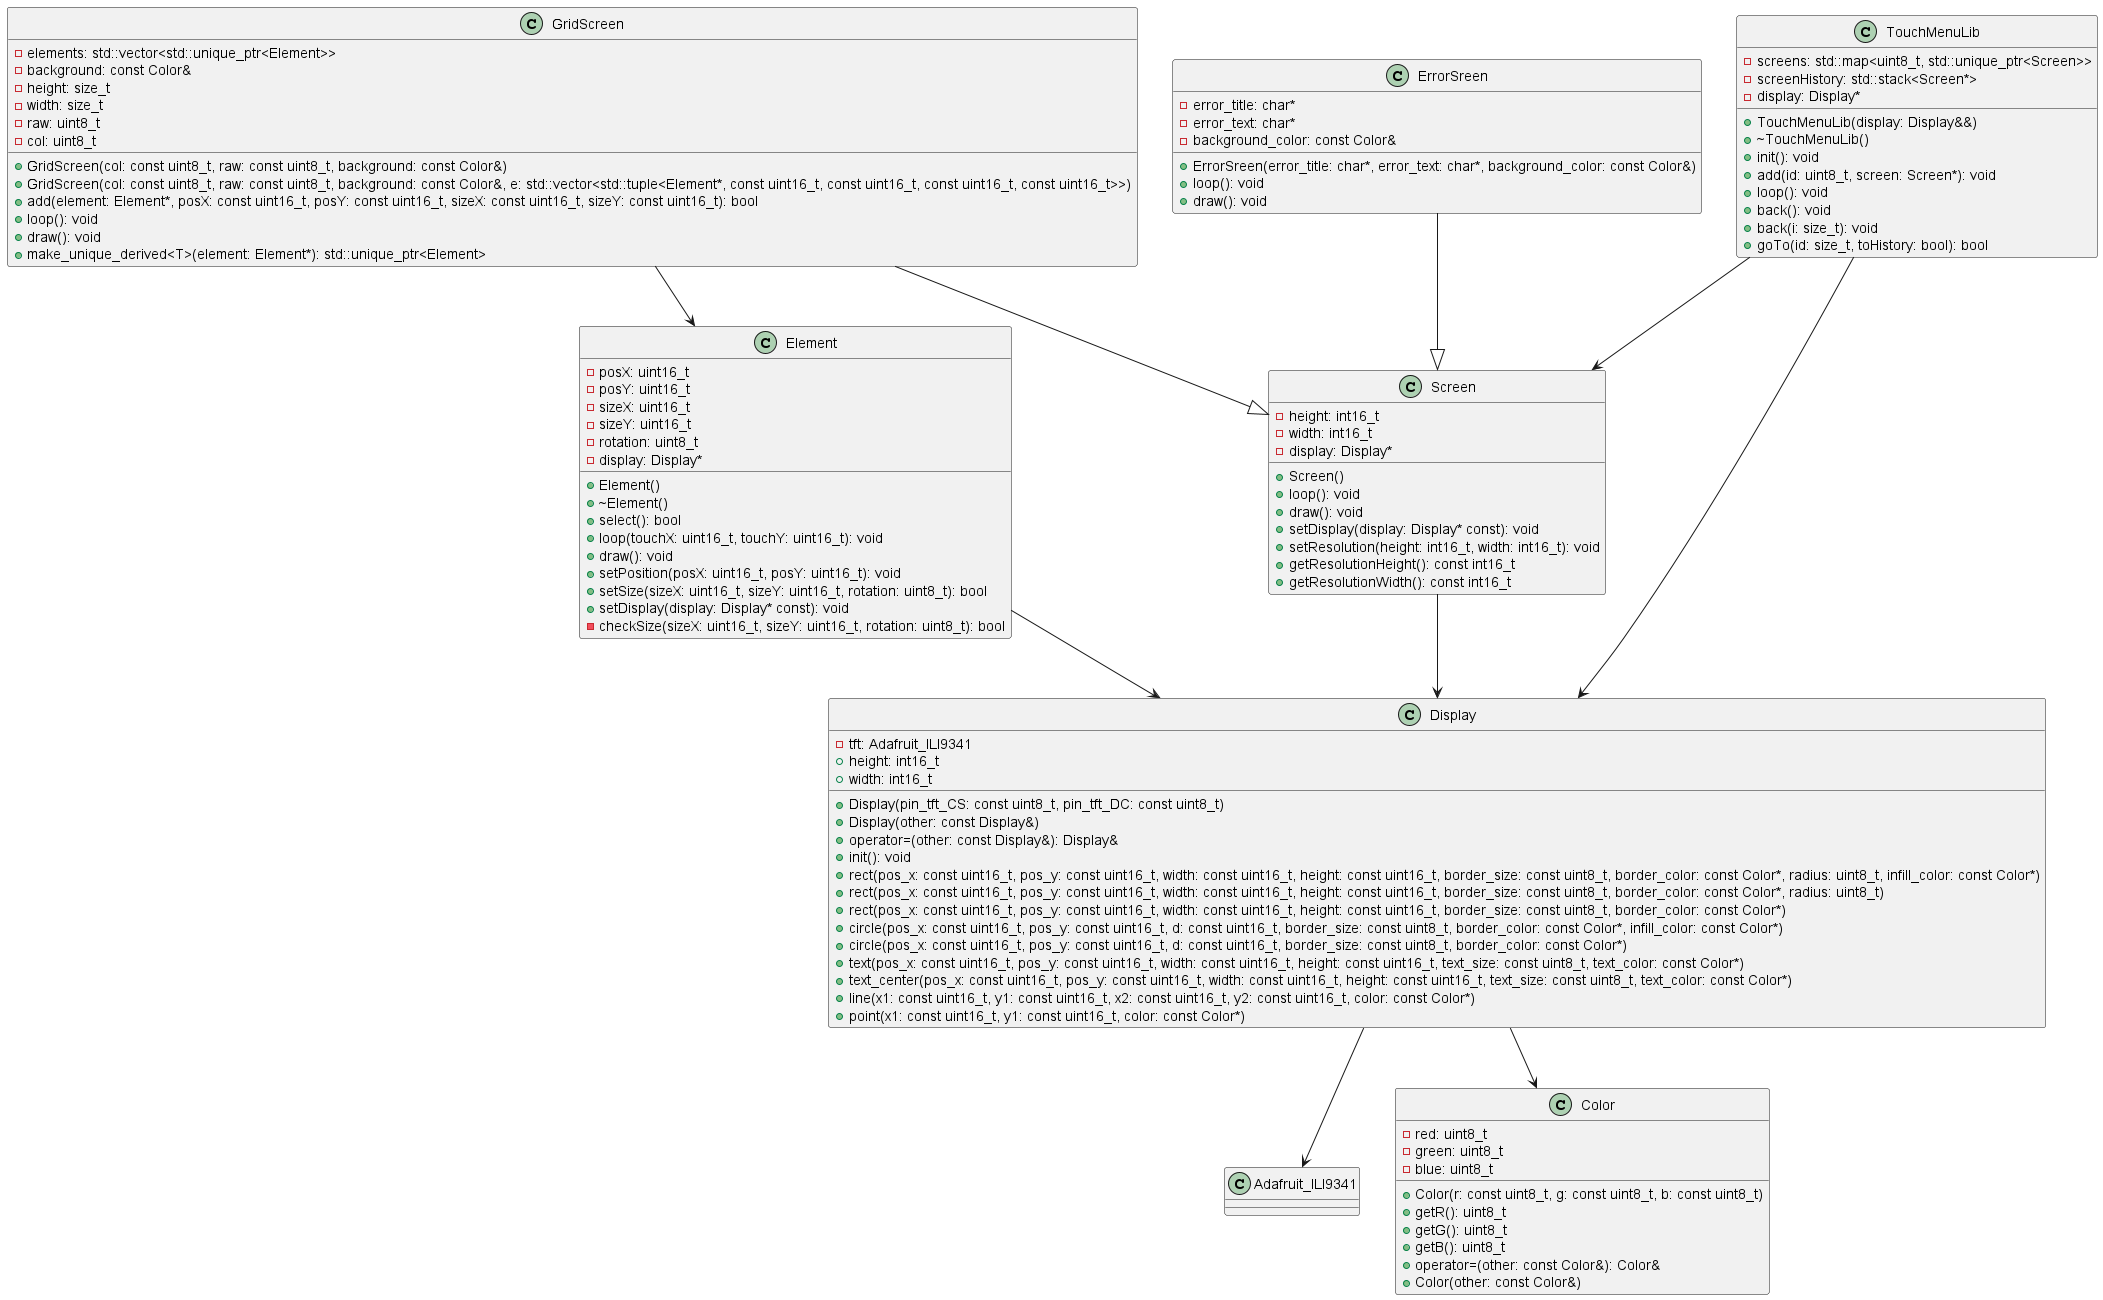 C GridScreen
elements: std::vector<std::unique_ptr<Element>>
background: const Color&
height: size_t
width: size_t
raw: uint8_t
col: uint8_t
GridScreen(col: const uint8_t, raw: const uint8_t, background: const Color&)
GridScreen(col: const uint8_t, raw: const uint8_t, background: const Color&, e: std::vector<std::tuple<Element*, const uint16_t, const uint16_t, const uint16_t, const uint16_t>>)
add(element: Element*, posX: const uint16_t, posY: const uint16_t, sizeX: const uint16_t, sizeY: const uint16_t): bool
loop(): void
draw(): void
make_unique_derived<T>(element: Element*): std::unique_ptr<Element>
C ErrorSreen
error_title: char*
error_text: char*
background_color: const Color&
ErrorSreen(error_title: char*, error_text: char*, background_color: const Color&)
loop(): void
draw(): void
C TouchMenuLib
screens: std::map<uint8_t, std::unique_ptr<Screen>>
screenHistory: std::stack<Screen*>
display: Display*
TouchMenuLib(display: Display&&)
~TouchMenuLib()
init(): void
add(id: uint8_t, screen: Screen*): void
loop(): void
back(): void
back(i: size_t): void
goTo(id: size_t, toHistory: bool): bool
C Element
posX: uint16_t
posY: uint16_t
sizeX: uint16_t
sizeY: uint16_t
rotation: uint8_t
display: Display*
Element()
~Element()
select(): bool
loop(touchX: uint16_t, touchY: uint16_t): void
draw(): void
setPosition(posX: uint16_t, posY: uint16_t): void
setSize(sizeX: uint16_t, sizeY: uint16_t, rotation: uint8_t): bool
setDisplay(display: Display* const): void
checkSize(sizeX: uint16_t, sizeY: uint16_t, rotation: uint8_t): bool
C Screen
height: int16_t
width: int16_t
display: Display*
Screen()
loop(): void
draw(): void
setDisplay(display: Display* const): void
setResolution(height: int16_t, width: int16_t): void
getResolutionHeight(): const int16_t
getResolutionWidth(): const int16_t
C Display
tft: Adafruit_ILI9341
height: int16_t
width: int16_t
Display(pin_tft_CS: const uint8_t, pin_tft_DC: const uint8_t)
Display(other: const Display&)
operator=(other: const Display&): Display&
init(): void
rect(pos_x: const uint16_t, pos_y: const uint16_t, width: const uint16_t, height: const uint16_t, border_size: const uint8_t, border_color: const Color*, radius: uint8_t, infill_color: const Color*)
rect(pos_x: const uint16_t, pos_y: const uint16_t, width: const uint16_t, height: const uint16_t, border_size: const uint8_t, border_color: const Color*, radius: uint8_t)
rect(pos_x: const uint16_t, pos_y: const uint16_t, width: const uint16_t, height: const uint16_t, border_size: const uint8_t, border_color: const Color*)
circle(pos_x: const uint16_t, pos_y: const uint16_t, d: const uint16_t, border_size: const uint8_t, border_color: const Color*, infill_color: const Color*)
circle(pos_x: const uint16_t, pos_y: const uint16_t, d: const uint16_t, border_size: const uint8_t, border_color: const Color*)
text(pos_x: const uint16_t, pos_y: const uint16_t, width: const uint16_t, height: const uint16_t, text_size: const uint8_t, text_color: const Color*)
text_center(pos_x: const uint16_t, pos_y: const uint16_t, width: const uint16_t, height: const uint16_t, text_size: const uint8_t, text_color: const Color*)
line(x1: const uint16_t, y1: const uint16_t, x2: const uint16_t, y2: const uint16_t, color: const Color*)
point(x1: const uint16_t, y1: const uint16_t, color: const Color*)
C Adafruit_ILI9341
C Color
red: uint8_t
green: uint8_t
blue: uint8_t
Color(r: const uint8_t, g: const uint8_t, b: const uint8_t)
getR(): uint8_t
getG(): uint8_t
getB(): uint8_t
operator=(other: const Color&): Color&
Color(other: const Color&)